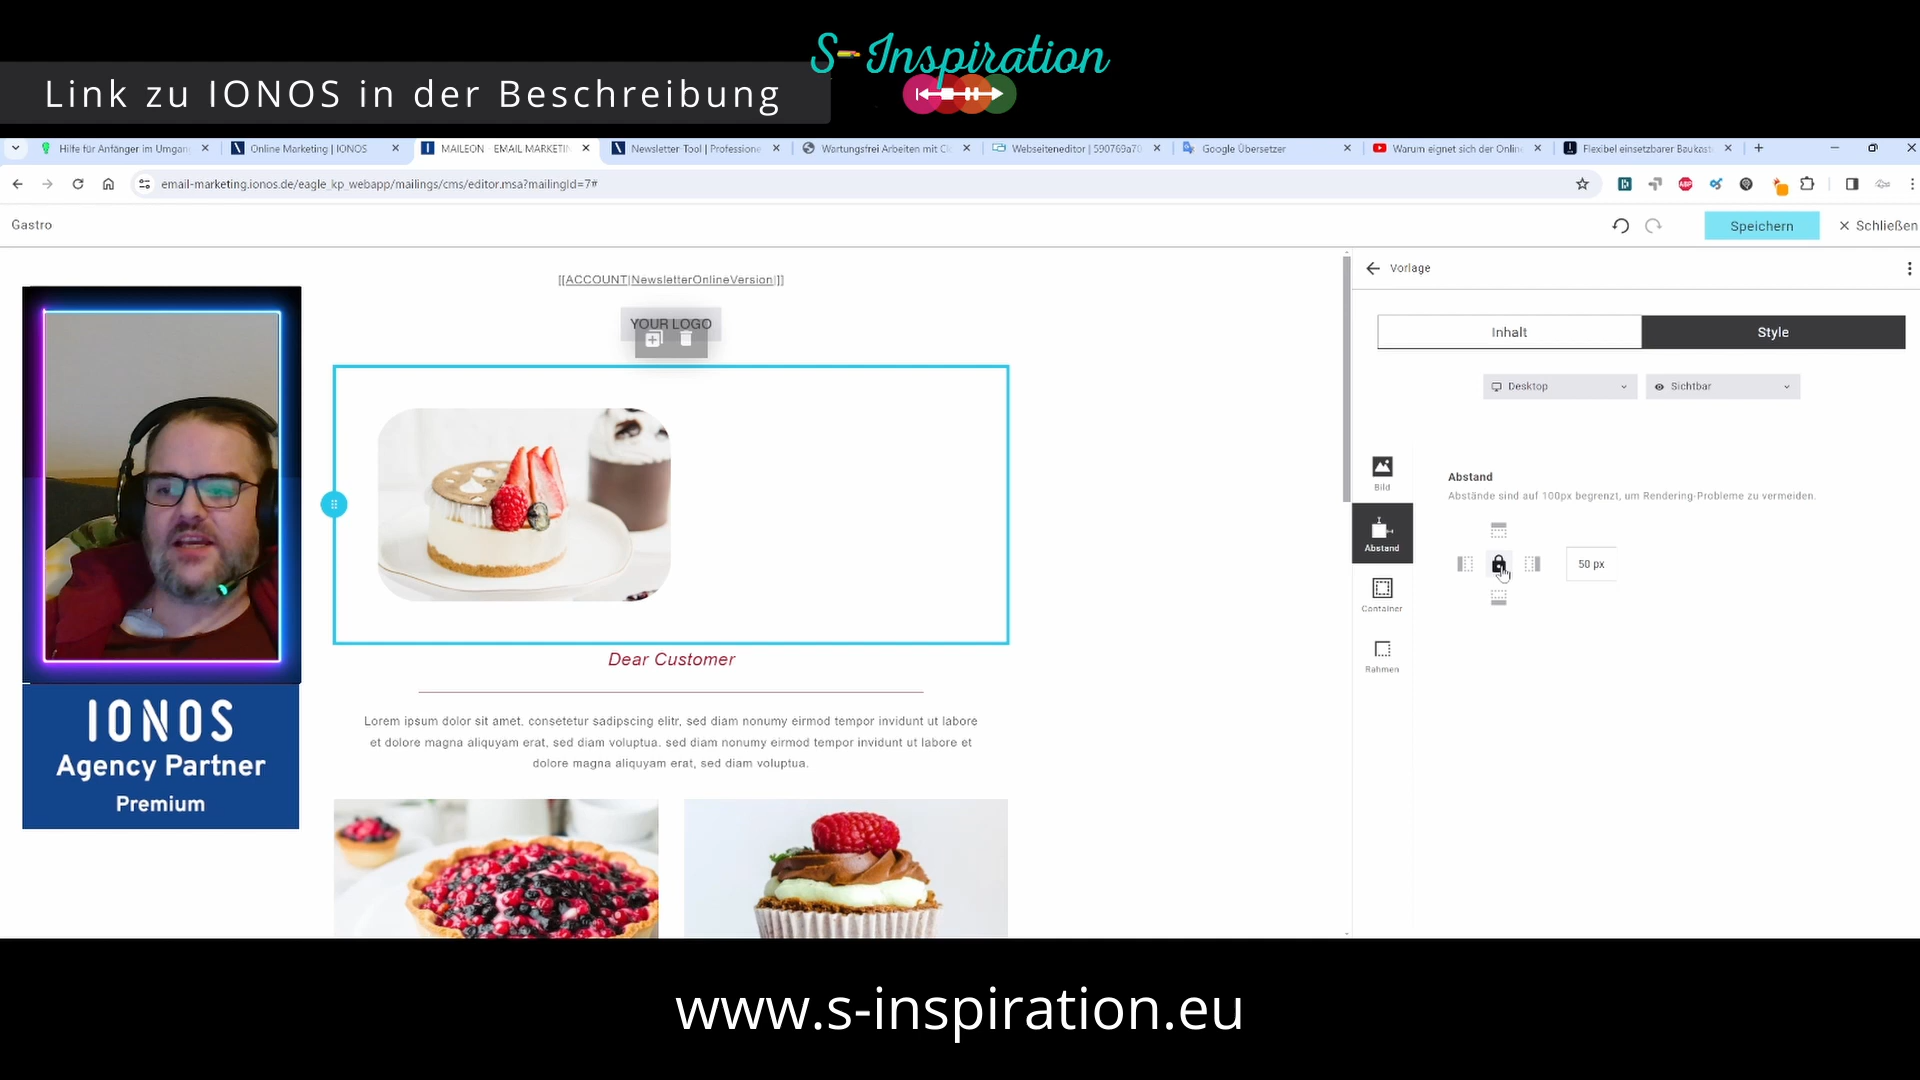 S-Inspiration
Link zu IONOS in der Beschreibung
Hilfe für Anfänger im Umgang
Online Marketing | IONOS
MAILEON - EMAIL MARKETIN
Newsletter-Tool | Professione
Wartungsfrei Arbeiten mit Cl
Webseiteneditor | 590769a70
Google Übersetzer
Warum eignet sich der Onlin
Flexibel einsetzbarer Baukast
email-marketing.ionos.de/eagle_kp_webapp/mailings/cms/editor.msa?mailingId=7#
ABP
Gastro
Speichern
Schließen
Vorlage
[[ACCOUNT|NewsletterOnlineVersion|]]
YOUR LOGO
Inhalt
Style
Desktop
Sichtbar
Bild
Abstand
Abstände sind auf 100px begrenzt, um Rendering-Probleme zu vermeiden.
Abstand
50 px
Container
Rahmen
Dear Customer
Lorem ipsum dolor sit amet, consetetur sadipscing elitr, sed diam nonumy eirmod tempor invidunt ut labore
et dolore magna aliquyam erat, sed diam voluptua. sed diam nonumy eirmod tempor invidunt ut labore et
dolore magna aliquyam erat, sed diam voluptua.
IONOS
Agency Partner
Premium
www.s-inspiration.eu